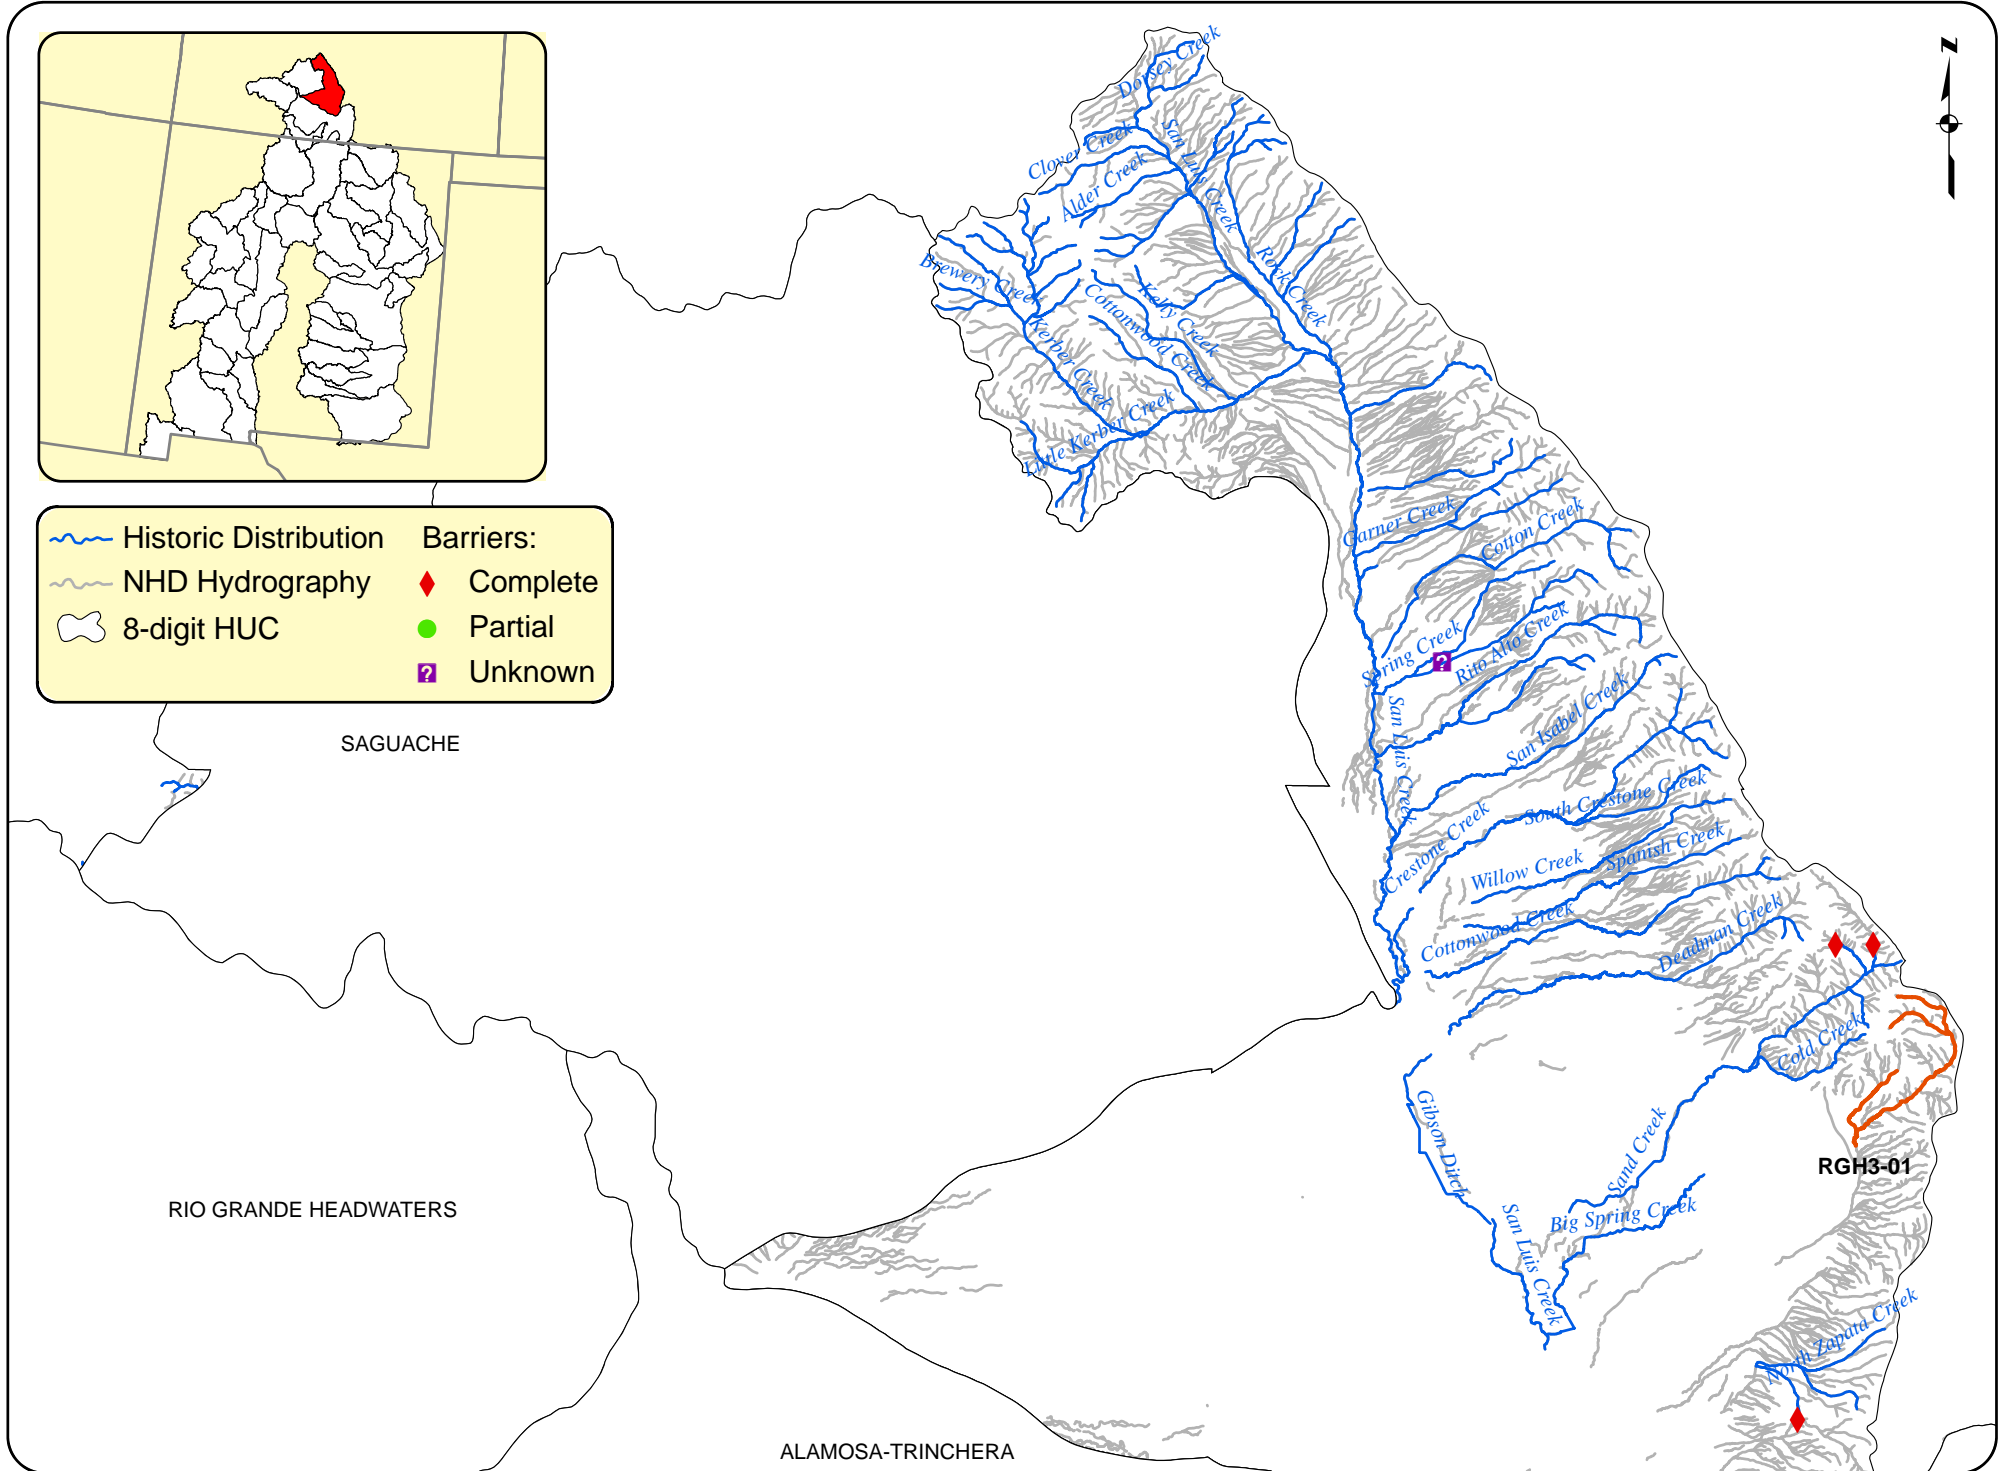 Dorsey Creek
N
Clover Creek
San Luis Creek
Alder Creek
Brewery Creek
Rock Creek
Kelly Creek
Cottonwood Creek
Kerber Creek
Little Kerber Creek
Historic Distribution
Barriers:
NHD Hydrography
Complete
8-digit HUC
Partial
? Unknown
Garner Creek
Cotton Creek
Spring Creek
?
Rito Alto Creek
San Luis Creek
San Isabel Creek
SAGUACHE
South Crestone Creek
Crestone Creek
Willow Creek
Spanish Creek
Cottonwood Creek
Deadman Creek
Cold Creek
Gibson Ditch
Sand Creek
RGH3-01
RIO GRANDE HEADWATERS
San Luis Creek
Big Spring Creek
North Zapata Creek
ALAMOSA-TRINCHERA